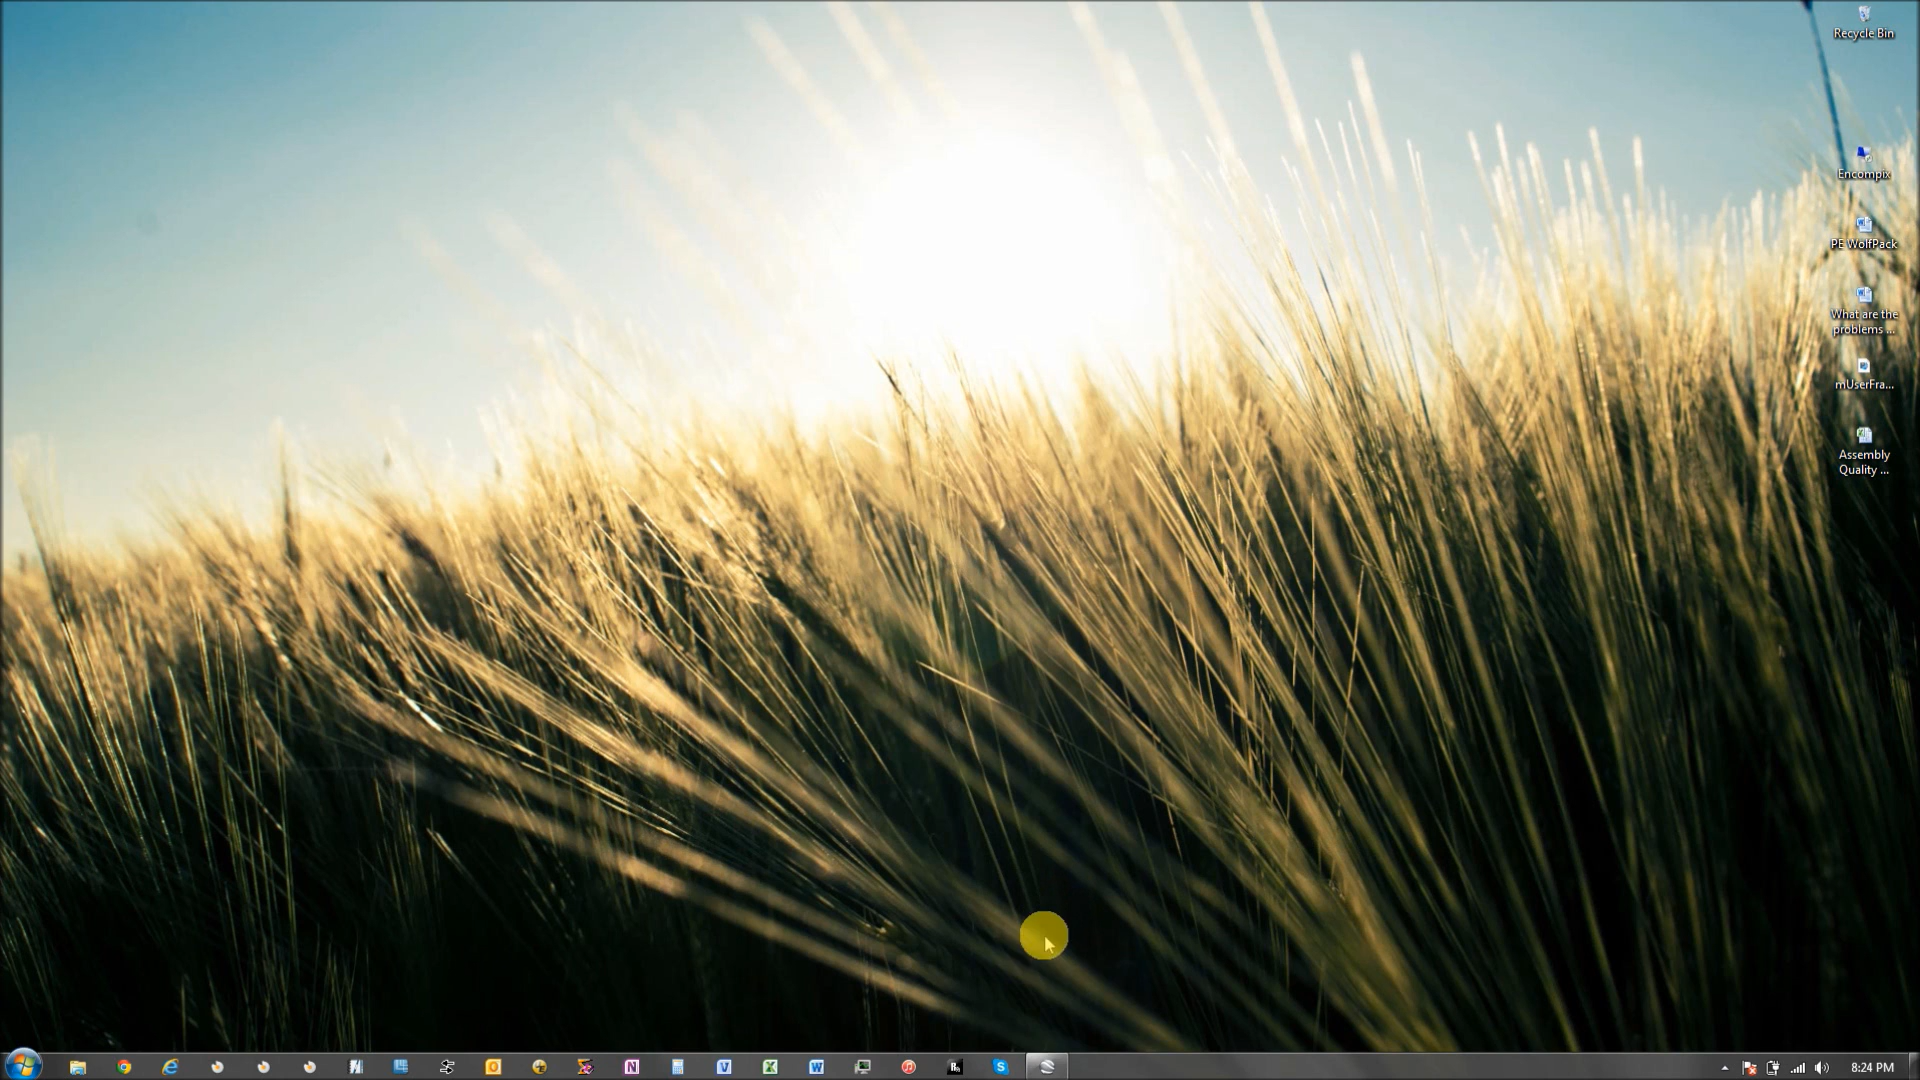 Recycle Bin
Encompix
PE WolfPack
What are the
problems ...
mUserFra...
Assembly
Quality ...
8:24 PM